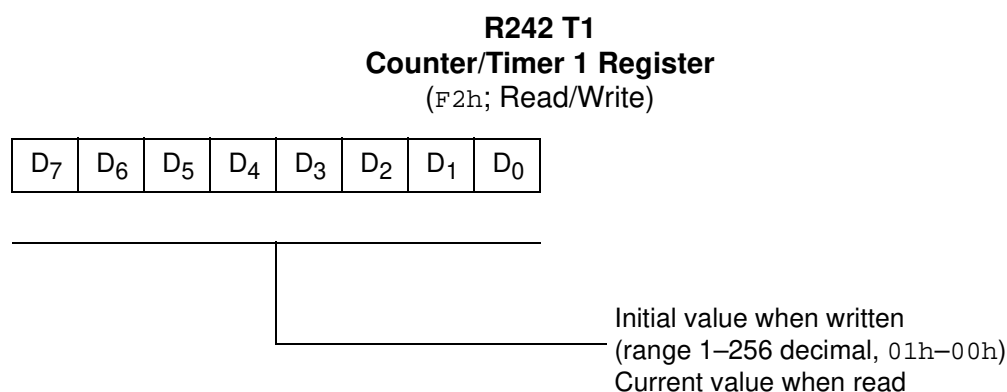 R242 T1
Counter/Timer 1 Register
(F2h; Read/Write)
D7 D6 D5 D4 D3 D2 D1 D0
Initial value when written
(range 1–256 decimal, 01h–00h)
Current value when read